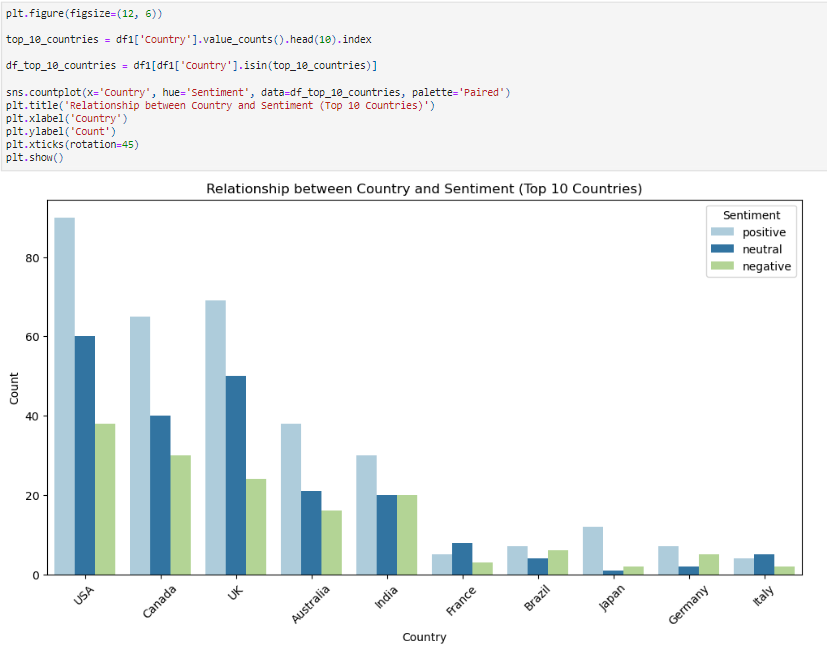 plt.figure(figsize=(12, 6))
top_10_countries = df1['Country'].value_counts().head(10).index
df_top_10_countries = df1[df1['Country'].isin(top_10_countries)]
sns.countplot(x='Country', hue='Sentiment', data=df_top_10_countries, palette='Paired')
plt.title('Relationship between Country and Sentiment (Top 10 Countries)')
plt.xlabel('Country')
plt.ylabel('Count')
plt.xticks(rotation=45)
plt.show()
Relationship between Country and Sentiment (Top 10 Countries)
Sentiment
positive
neutral
negative
80
60
40
20
0
Count
USA
Canada
UK
Australia
India
France
Brazil
Japan
Germany
Italy
Country